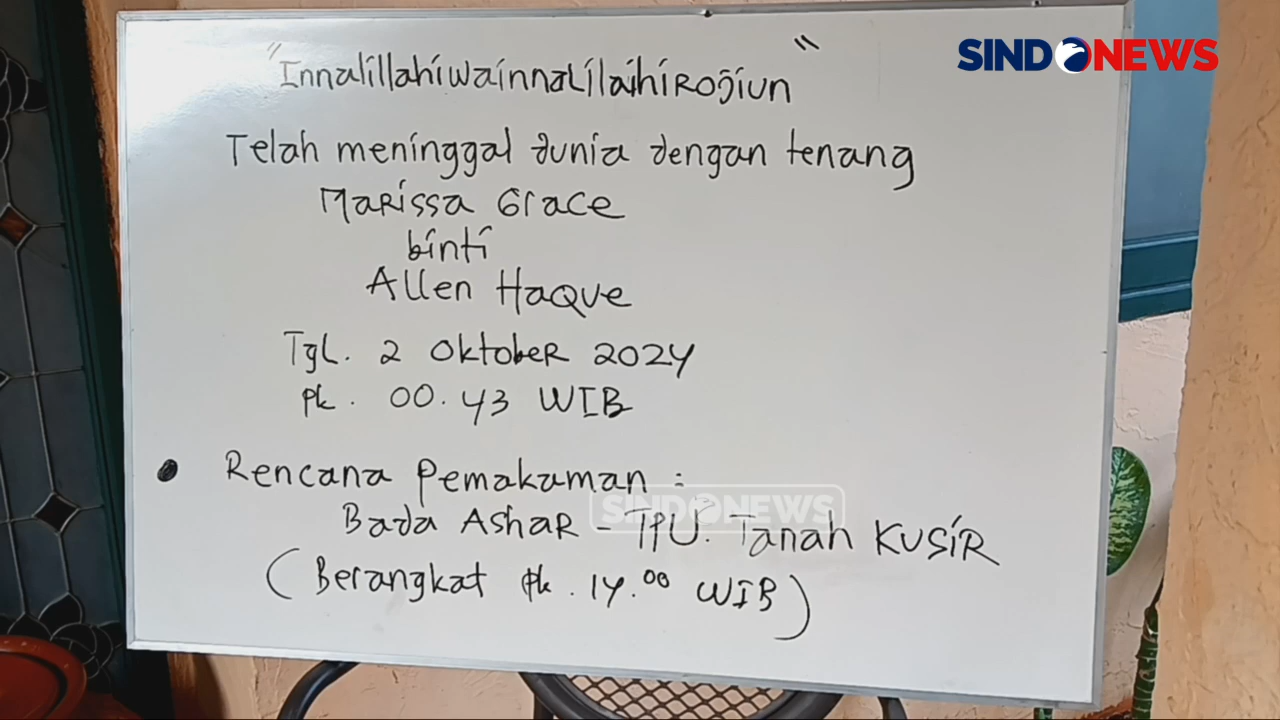 SINDONEWS
"Innalillahiwainnalilaihirojiun"
Telah meninggal dunia dengan tenang
Marissa Grace
binti
Allen Haque
Tgl. 2 Oktober 2024
pk. 00.43 WIB
• Rencana Pemakaman :
SINDONEWS
Bada Ashar - TPU. Tanah Kusir
(Berangkat pk. 14.00 WIB)